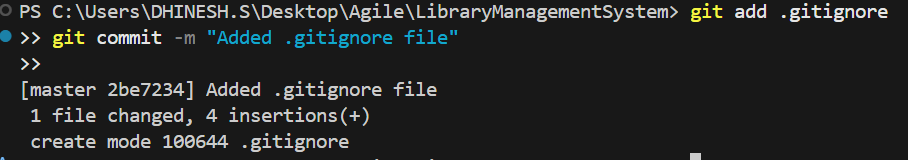 PS C:\Users\DHINESH.S\Desktop\Agile\LibraryManagementSystem> git add .gitignore
>> git commit -m "Added .gitignore file"
>>
[master 2be7234] Added .gitignore file
 1 file changed, 4 insertions(+)
 create mode 100644 .gitignore